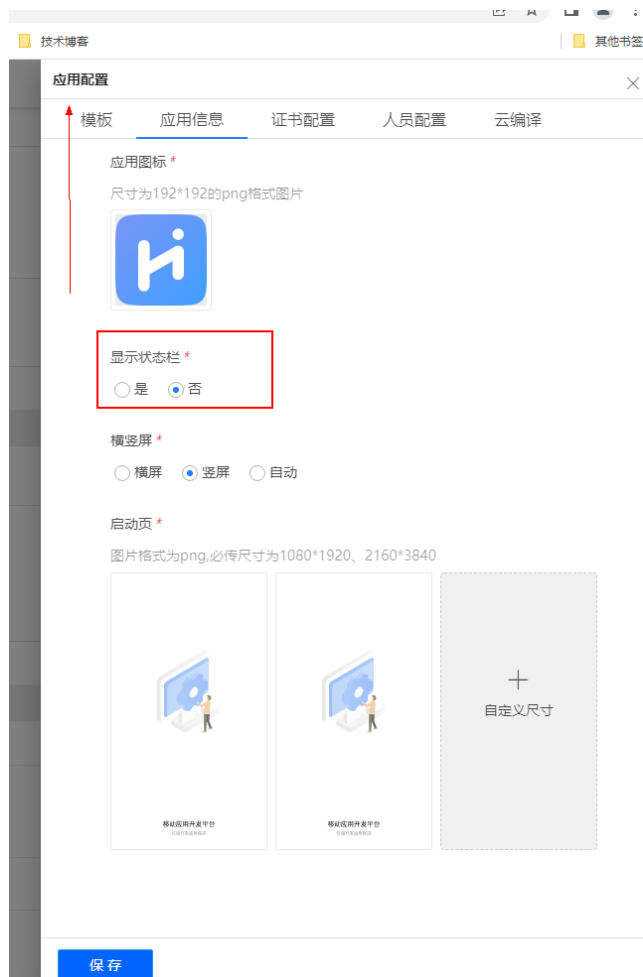 技术博客
其他书签
应用配置
模板 应用信息 证书配置 人员配置 云编译
应用图标 *
尺寸为192*192的png格式图片
显示状态栏 *
是 否
横竖屏 *
横屏 竖屏 自动
启动页 *
图片格式为png,必传尺寸为1080*1920、2160*3840
自定义尺寸
移动应用开发平台 移动应用开发平台
保存